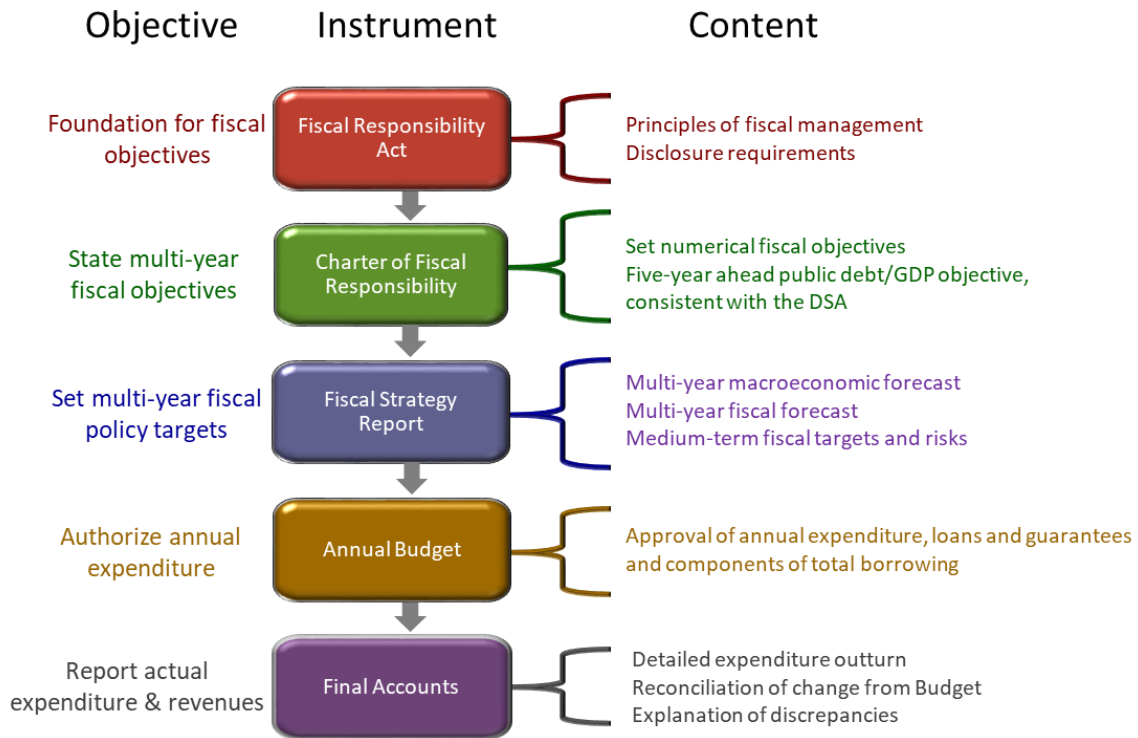 Objective Instrument Content
Foundation for fiscal
objectives
Fiscal Responsibility
Act
Principles of fiscal management
Disclosure requirements
State multi-year
fiscal objectives
Charter of Fiscal
Responsibility
Set numerical fiscal objectives
Five-year ahead public debt/GDP objective,
consistent with the DSA
Set multi-year fiscal
policy targets
Fiscal Strategy
Report
Multi-year macroeconomic forecast
Multi-year fiscal forecast
Medium-term fiscal targets and risks
Authorize annual
expenditure
Annual Budget
Approval of annual expenditure, loans and guarantees
and components of total borrowing
Report actual
expenditure & revenues
Final Accounts
Detailed expenditure outturn
Reconciliation of change from Budget
Explanation of discrepancies